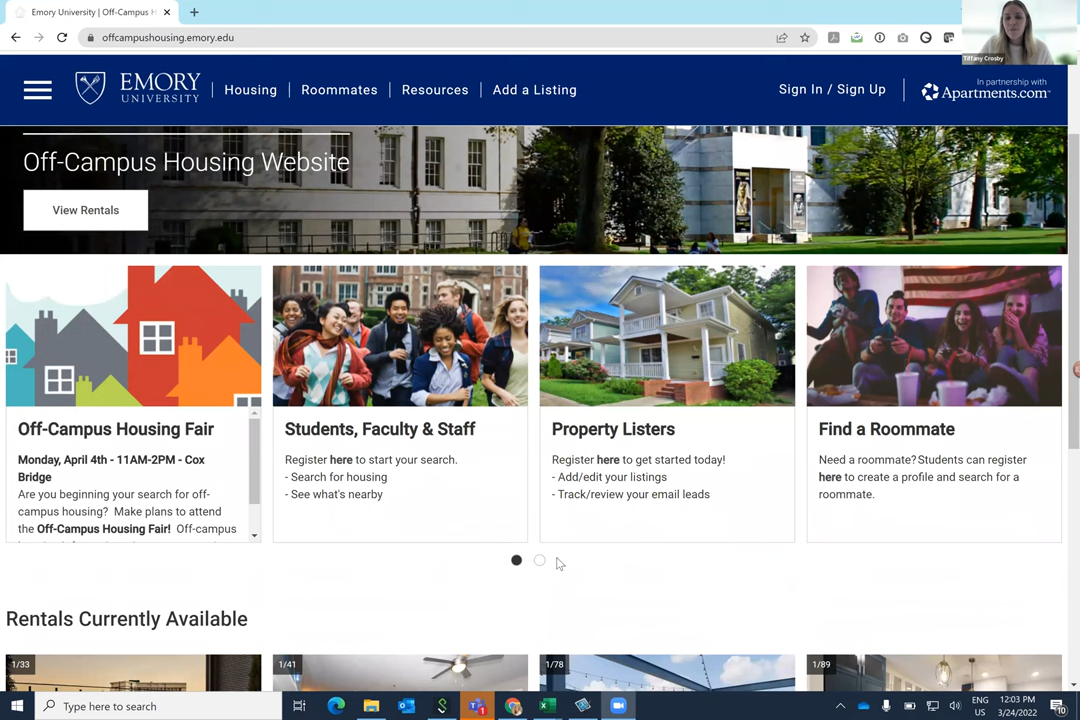 Emory University | Off-Campus H
offcampushousing.emory.edu
Tiffany Crosby
EMORY
UNIVERSITY
Housing
Roommates
Resources
Add a Listing
Sign In / Sign Up
In partnership with
Apartments.com
Off-Campus Housing Website
View Rentals
Off-Campus Housing Fair
Monday, April 4th - 11AM-2PM - Cox
Bridge
Are you beginning your search for off-
campus housing? Make plans to attend
the Off-Campus Housing Fair! Off-campus
Students, Faculty & Staff
Register here to start your search.
- Search for housing
- See what's nearby
Property Listers
Register here to get started today!
- Add/edit your listings
- Track/review your email leads
Find a Roommate
Need a roommate? Students can register
here to create a profile and search for a
roommate.
Rentals Currently Available
1/33
1/41
1/78
1/89
Type here to search
1
ENG
US
12:03 PM
3/24/2022
10